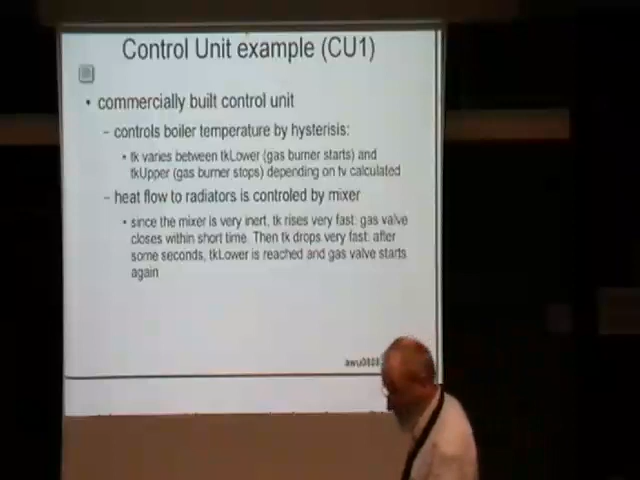 Control Unit example (CU1)
• commercially built control unit
– controls boiler temperature by hysterisis:
• tk varies between tkLower (gas burner starts) and
tkUpper (gas burner stops) depending on tv calculated
– heat flow to radiators is controled by mixer
• since the mixer is very inert, tk rises very fast: gas valve
closes within short time. Then tk drops very fast: after
some seconds, tkLower is reached and gas valve starts
again